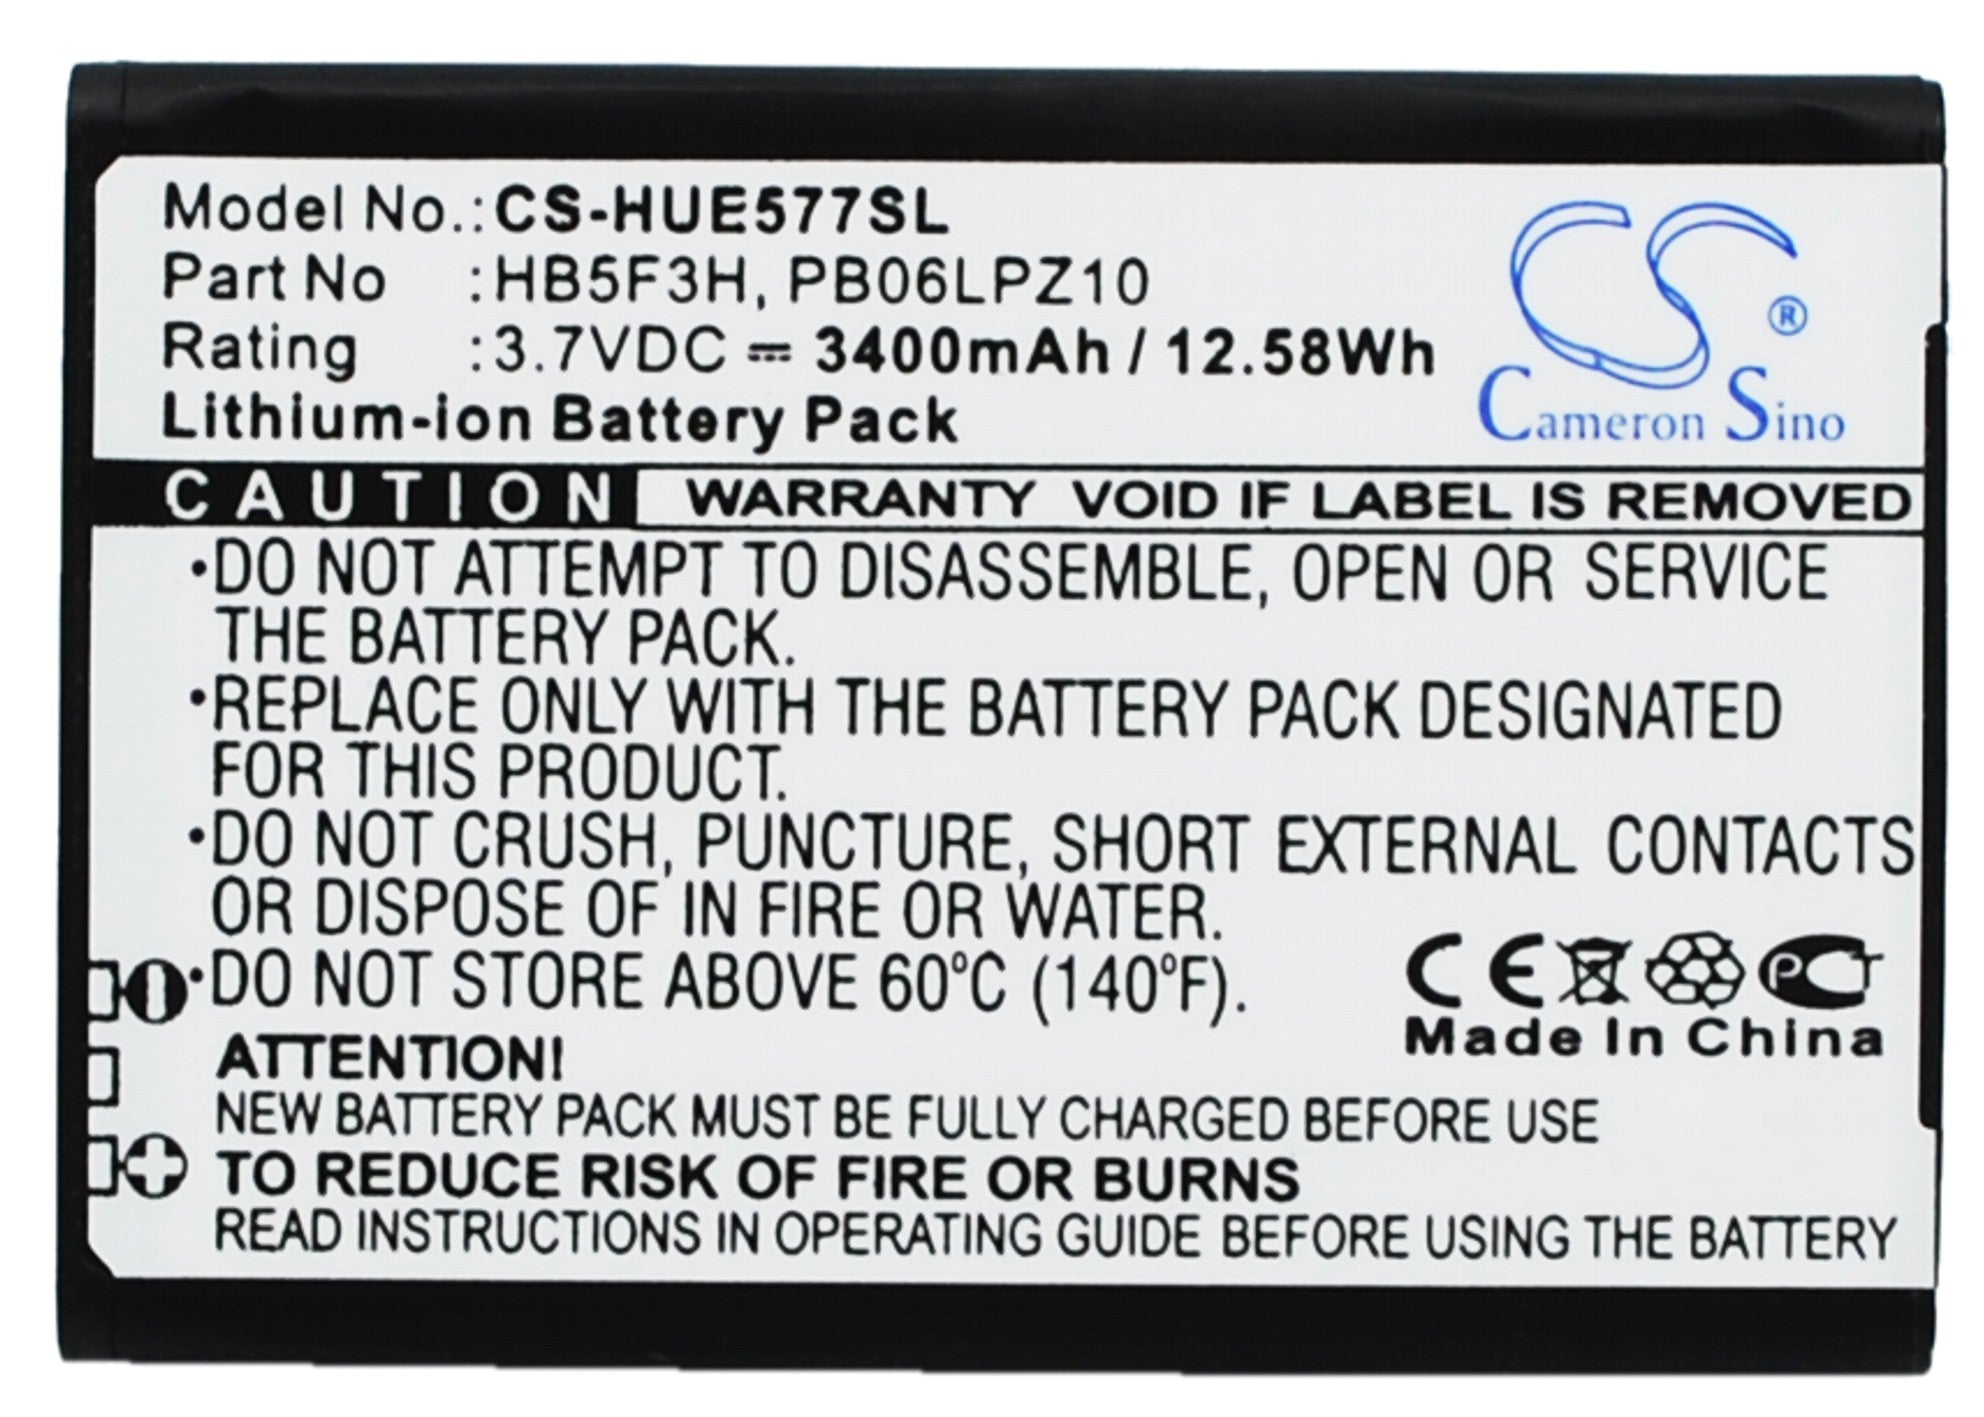 Model No.: CS-HUE577SL
Part No : HB5F3H, PB06LPZ10
Rating : 3.7VDC ⎓ 3400mAh / 12.58Wh
Lithium-ion Battery Pack
CS®
Cameron Sino
CAUTION WARRANTY VOID IF LABEL IS REMOVED
•DO NOT ATTEMPT TO DISASSEMBLE, OPEN OR SERVICE
THE BATTERY PACK.
•REPLACE ONLY WITH THE BATTERY PACK DESIGNATED
FOR THIS PRODUCT.
•DO NOT CRUSH, PUNCTURE, SHORT EXTERNAL CONTACTS
OR DISPOSE OF IN FIRE OR WATER.
•DO NOT STORE ABOVE 60°C (140°F).
CE PCT
Made In China
ATTENTION!
NEW BATTERY PACK MUST BE FULLY CHARGED BEFORE USE
TO REDUCE RISK OF FIRE OR BURNS
READ INSTRUCTIONS IN OPERATING GUIDE BEFORE USING THE BATTERY